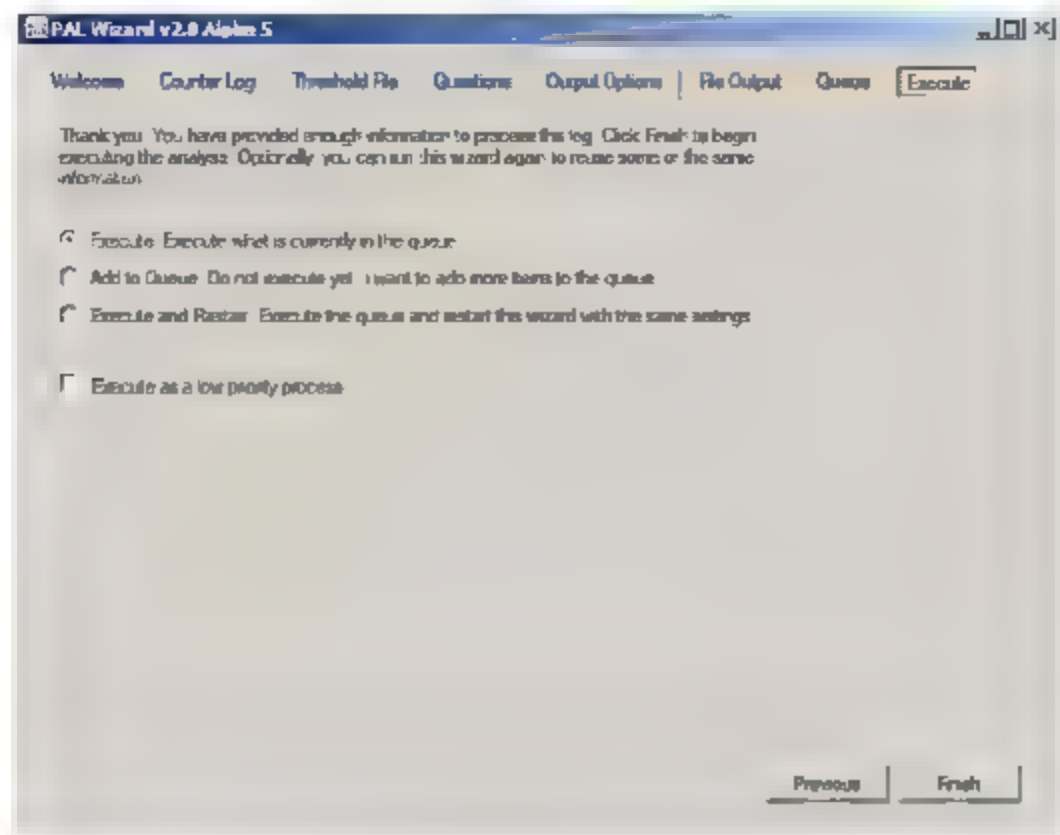 PAL Wizard v2.0 Alpha 5
Welcome Counter Log Threshold File Questions Output Options File Output Queue Execute
Thank you. You have provided enough information to process this log. Click Finish to begin
executing the analysis. Optionally, you can run this wizard again to reuse some or the same
information.
Execute: Execute what is currently in the queue
Add to Queue: Do not execute yet. I want to add more items to the queue
Execute and Restart: Execute the queue and restart this wizard with the same settings
Execute as a low priority process
Previous Finish